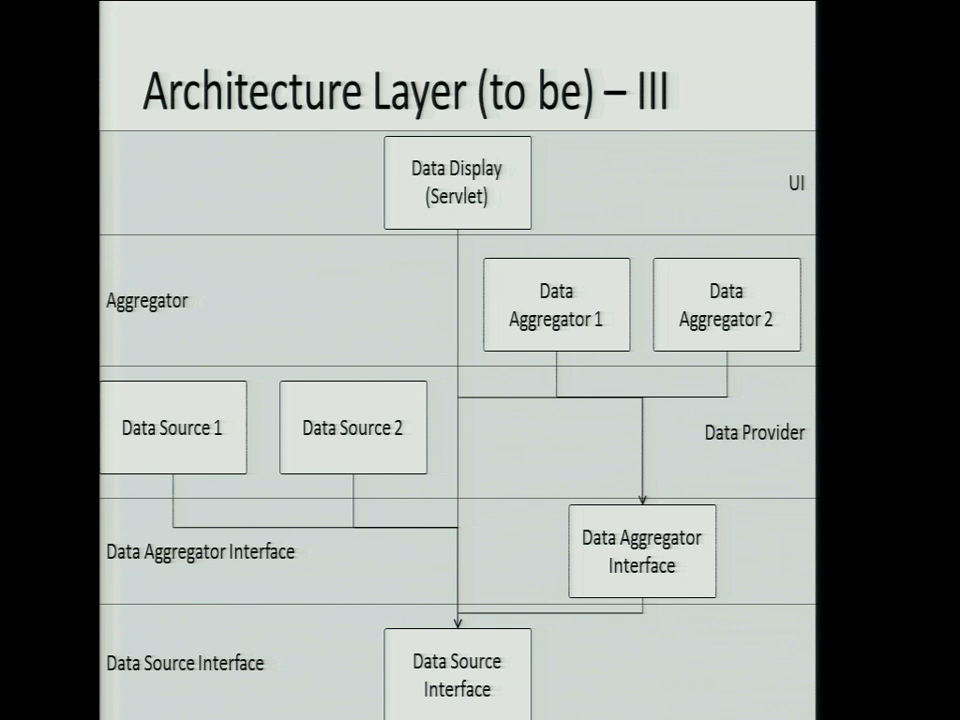 Architecture Layer (to be) – III
Data Display
(Servlet)
UI
Aggregator
Data
Aggregator 1
Data
Aggregator 2
Data Source 1
Data Source 2
Data Provider
Data Aggregator Interface
Data Aggregator
Interface
Data Source Interface
Data Source
Interface